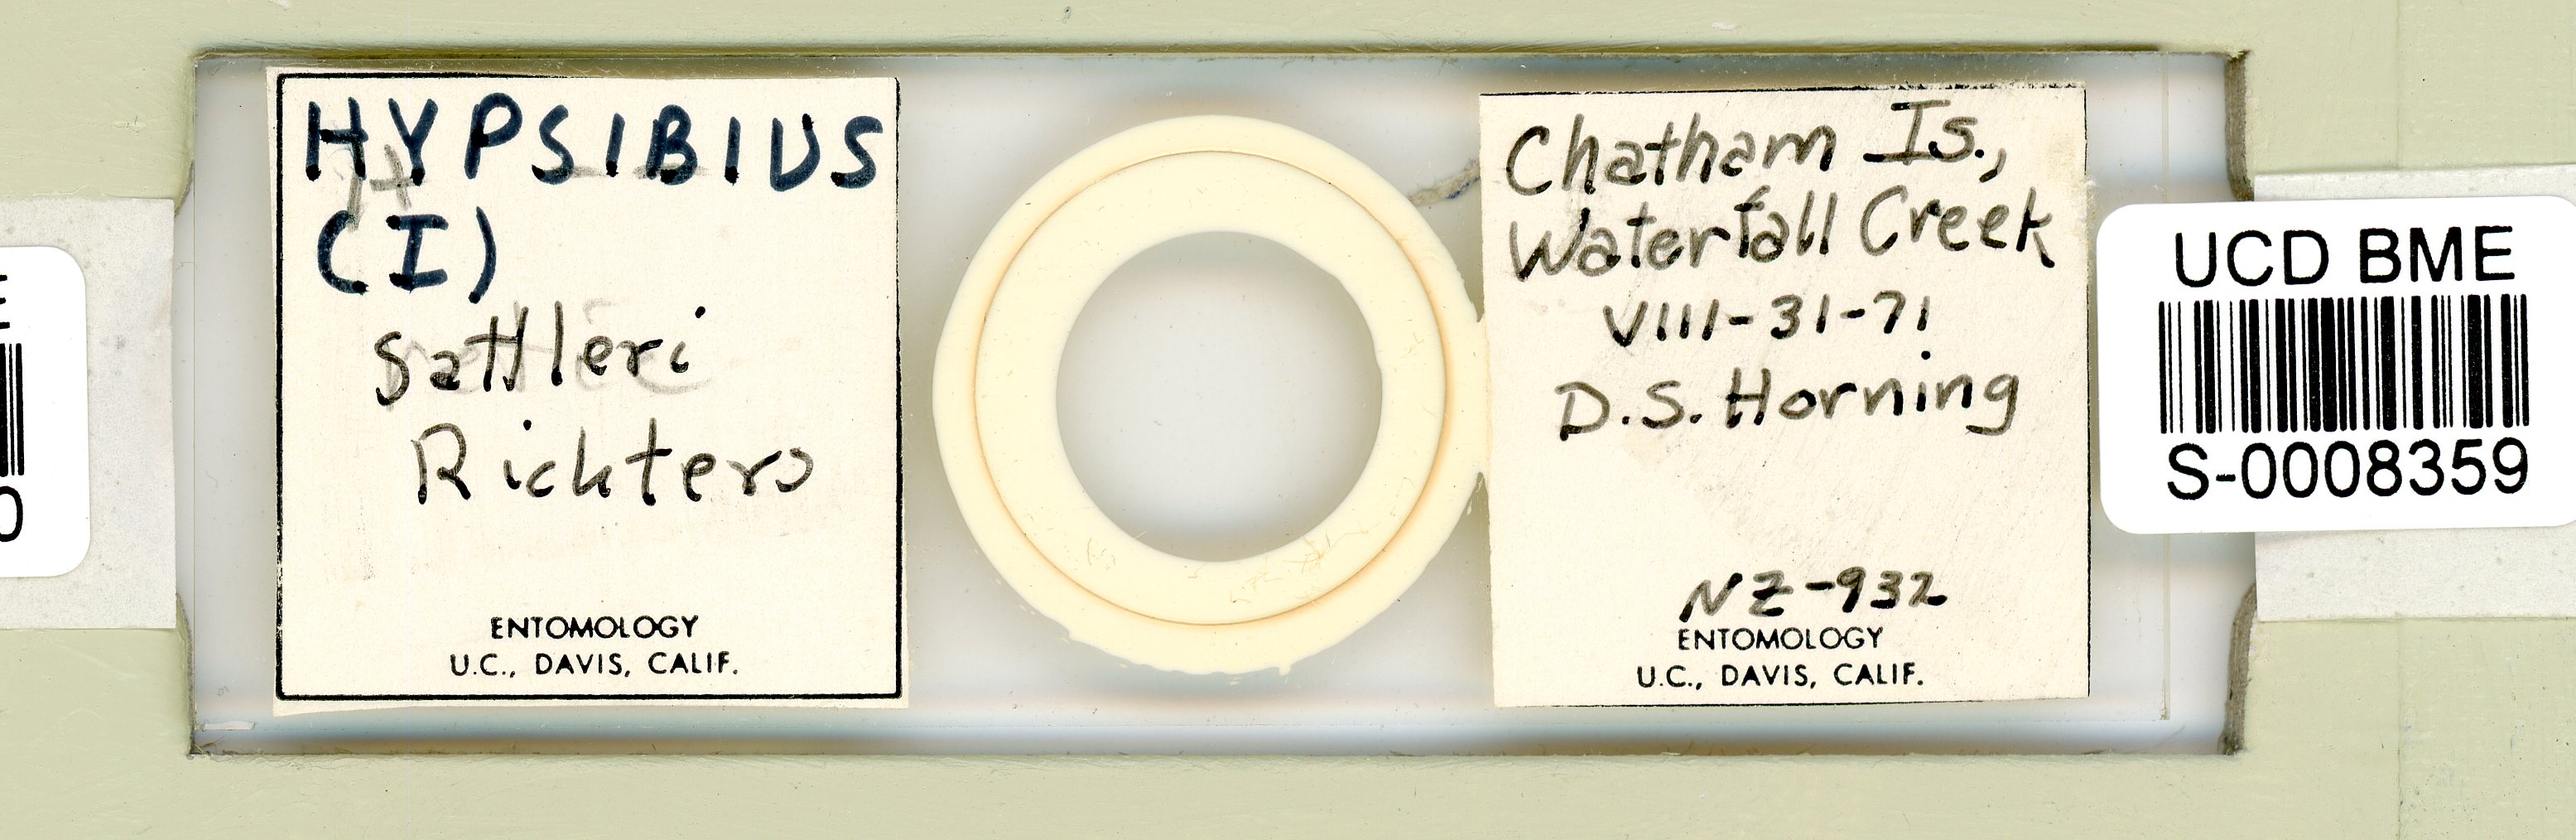 HYPSIBIUS
(I)
sattleri
Richters
ENTOMOLOGY
U.C., DAVIS, CALIF.
Chatham Is.,
Waterfall Creek
VIII-31-71
D.S. Horning
NZ-932
ENTOMOLOGY
U.C., DAVIS, CALIF.
UCD BME
S-0008359